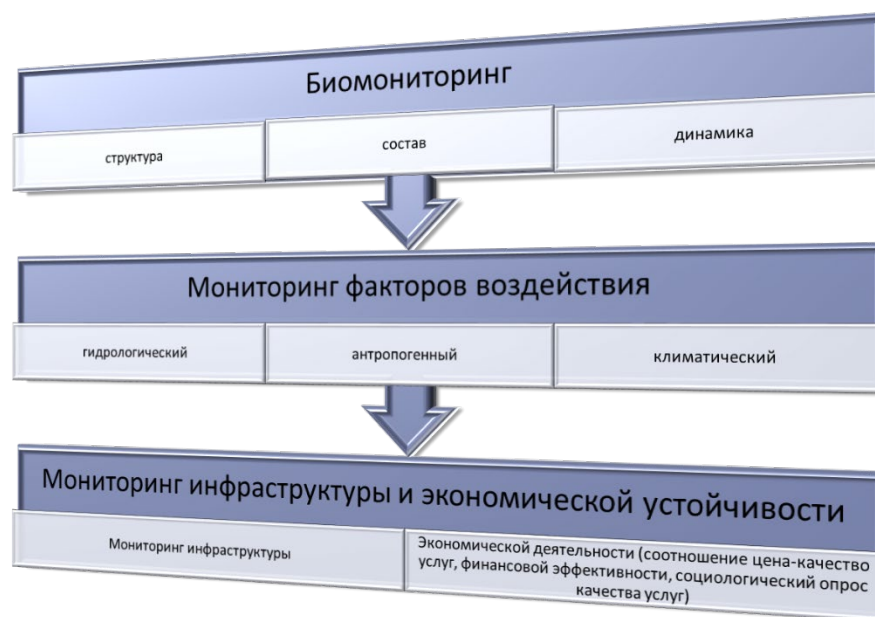 Биомониторинг
структура
состав
динамика
Мониторинг факторов воздействия
гидрологический
антропогенный
климатический
Мониторинг инфраструктуры и экономической устойчивости
Мониторинг инфраструктуры
Экономической деятельности (соотношение цена-качество
услуг, финансовой эффективности, социологический опрос
качества услуг)